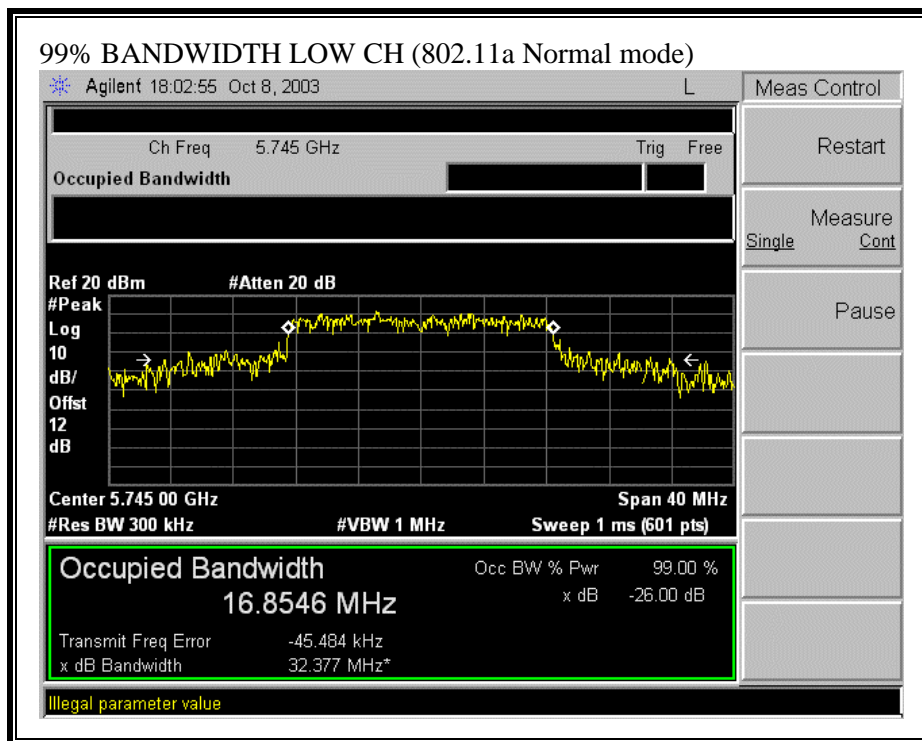 99% BANDWIDTH LOW CH (802.11a Normal mode)
Agilent 18:02:55 Oct 8, 2003 L
Meas Control
Ch Freq 5.745 GHz Trig Free
Occupied Bandwidth
Restart
Measure
Single Cont
Pause
Ref 20 dBm #Atten 20 dB
#Peak
Log
10
dB/
Offst
12
dB
Center 5.745 00 GHz Span 40 MHz
#Res BW 300 kHz #VBW 1 MHz Sweep 1 ms (601 pts)
Occupied Bandwidth Occ BW % Pwr 99.00 %
16.8546 MHz x dB -26.00 dB
Transmit Freq Error -45.484 kHz
x dB Bandwidth 32.377 MHz*
Illegal parameter value